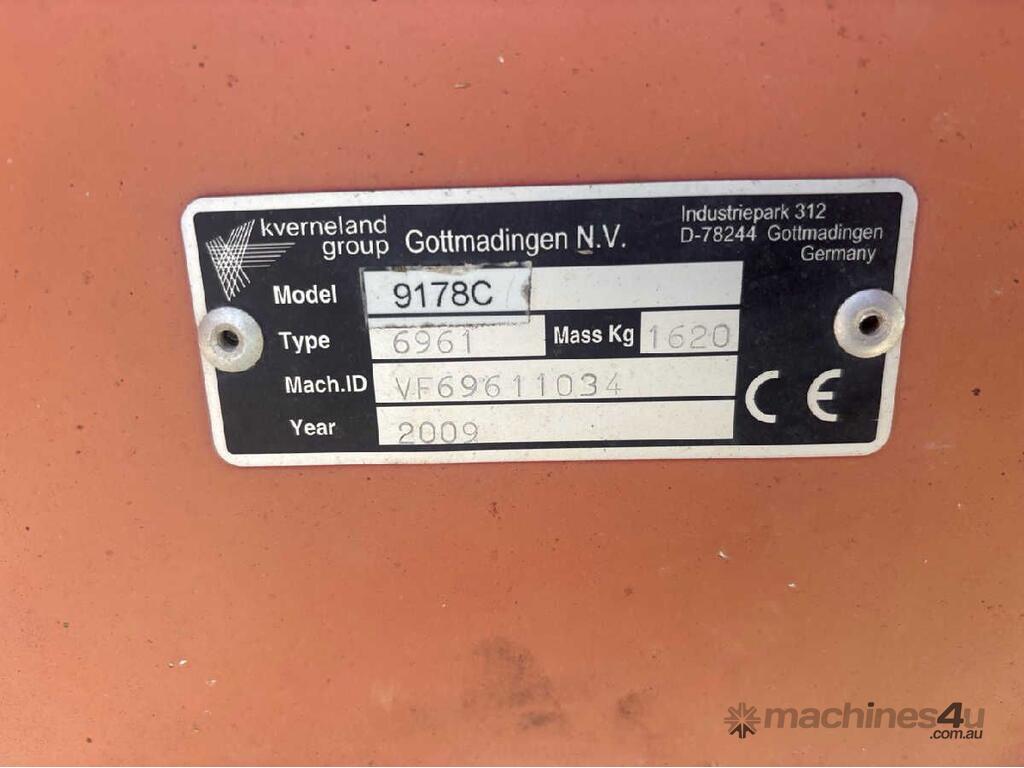 kverneland
group
Gottmadingen N.V.
Industriepark 312
D-78244 Gottmadingen
Germany
Model 9178C
Type 6961 Mass Kg 1620
Mach.ID VF69611034
Year 2009
CE
machines4u
.com.au